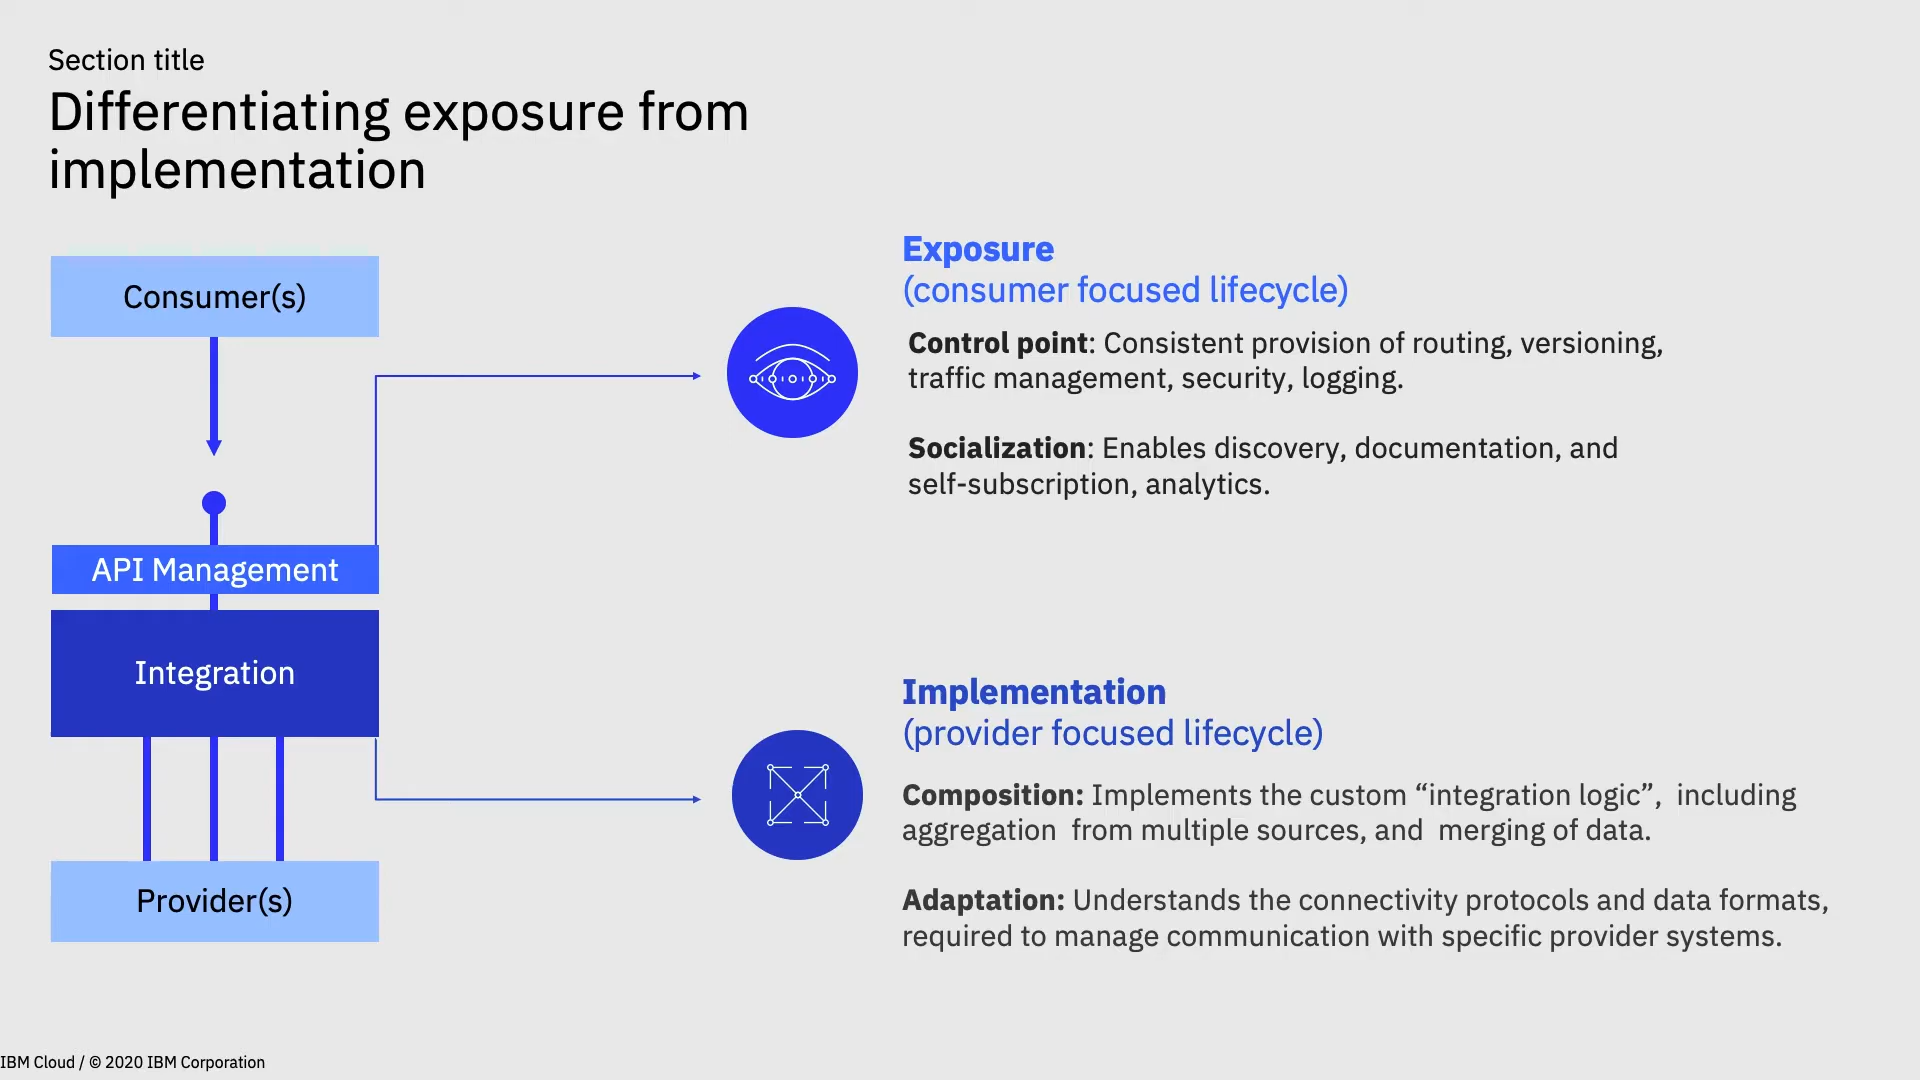 Section title
Differentiating exposure from
implementation
Consumer(s)
API Management
Integration
Provider(s)
Exposure
(consumer focused lifecycle)
Control point: Consistent provision of routing, versioning,
traffic management, security, logging.
Socialization: Enables discovery, documentation, and
self-subscription, analytics.
Implementation
(provider focused lifecycle)
Composition: Implements the custom “integration logic”,  including
aggregation  from multiple sources, and  merging of data.
Adaptation: Understands the connectivity protocols and data formats,
required to manage communication with specific provider systems.
IBM Cloud / © 2020 IBM Corporation